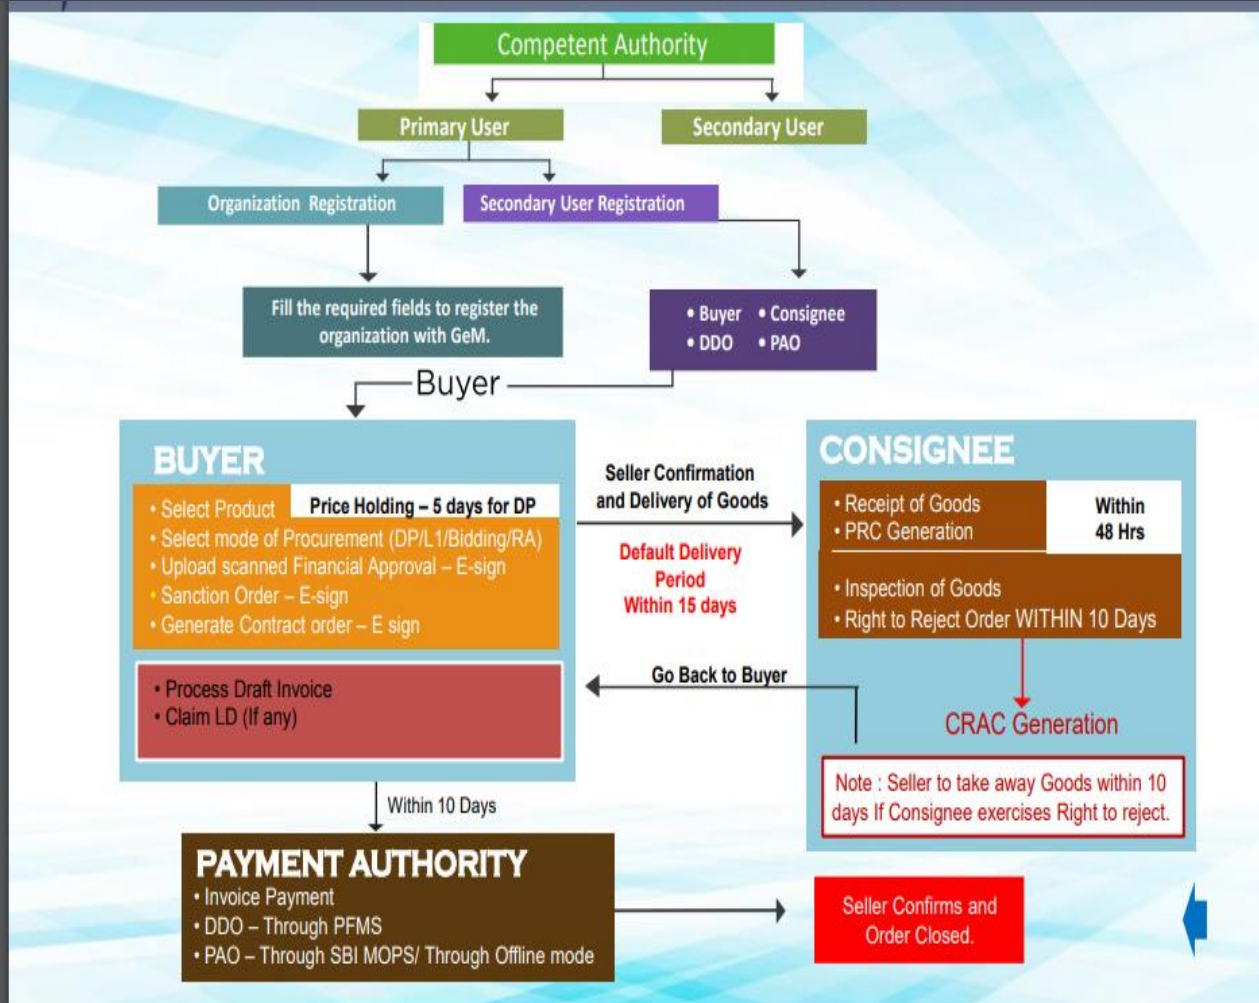 Competent Authority
Primary User
Secondary User
Organization Registration
Secondary User Registration
Fill the required fields to register the
organization with GeM.
• Buyer • Consignee
• DDO • PAO
Buyer
BUYER
• Select Product
Price Holding – 5 days for DP
• Select mode of Procurement (DP/L1/Bidding/RA)
• Upload scanned Financial Approval – E-sign
• Sanction Order – E-sign
• Generate Contract order – E sign
• Process Draft Invoice
• Claim LD (If any)
Seller Confirmation
and Delivery of Goods
Default Delivery
Period
Within 15 days
Go Back to Buyer
CONSIGNEE
• Receipt of Goods
• PRC Generation
Within
48 Hrs
• Inspection of Goods
• Right to Reject Order WITHIN 10 Days
CRAC Generation
Note : Seller to take away Goods within 10
days If Consignee exercises Right to reject.
Within 10 Days
PAYMENT AUTHORITY
• Invoice Payment
• DDO – Through PFMS
• PAO – Through SBI MOPS/ Through Offline mode
Seller Confirms and
Order Closed.